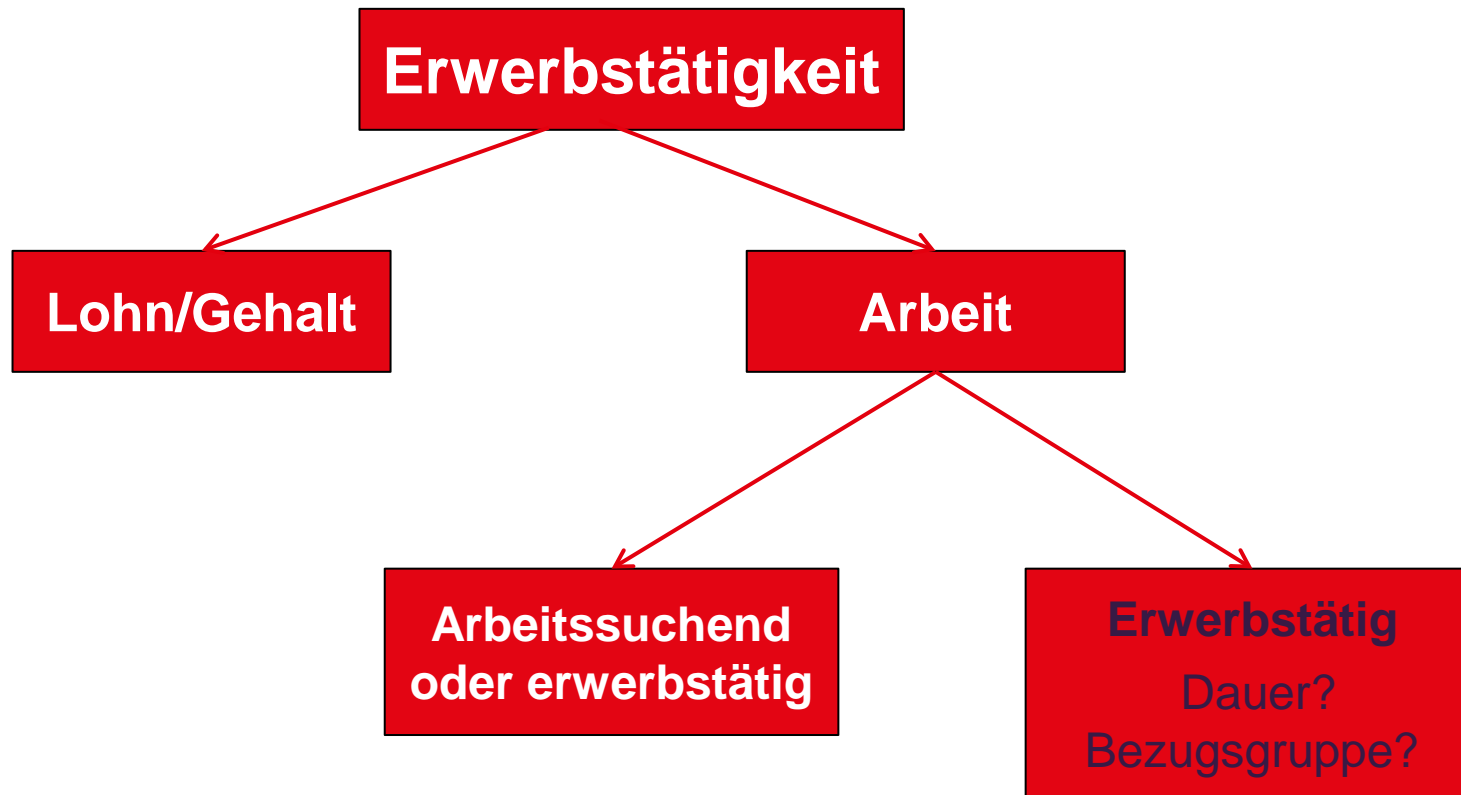 Erwerbstätigkeit
Lohn/Gehalt
Arbeit
Arbeitssuchend
oder erwerbstätig
Erwerbstätig
Dauer?
Bezugsgruppe?